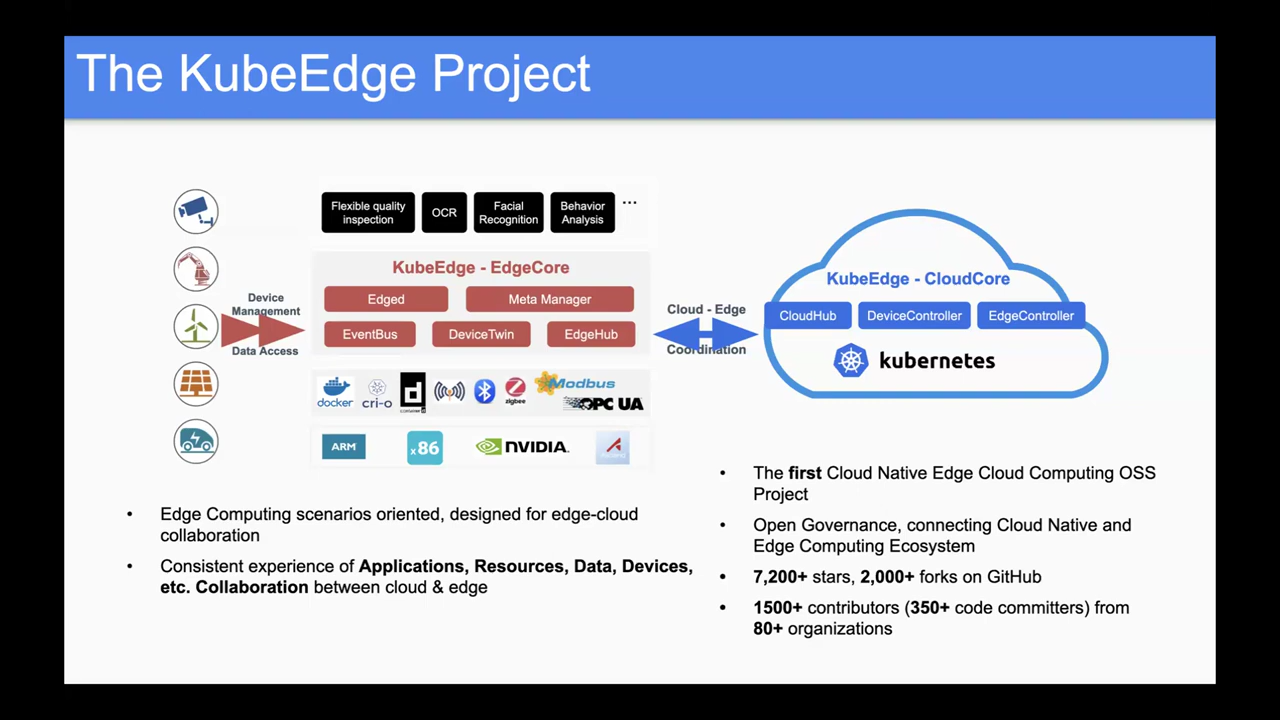 The KubeEdge Project
Flexible quality
inspection
OCR
Facial
Recognition
Behavior
Analysis
...
KubeEdge - EdgeCore
Edged
Meta Manager
EventBus
DeviceTwin
EdgeHub
Device
Management
Data Access
Cloud - Edge
Coordination
KubeEdge - CloudCore
CloudHub
DeviceController
EdgeController
kubernetes
docker
cri-o
d
zigbee
Modbus
OPC UA
ARM
x86
NVIDIA
• Edge Computing scenarios oriented, designed for edge-cloud
collaboration
• Consistent experience of Applications, Resources, Data, Devices,
etc. Collaboration between cloud & edge
• The first Cloud Native Edge Cloud Computing OSS
Project
• Open Governance, connecting Cloud Native and
Edge Computing Ecosystem
• 7,200+ stars, 2,000+ forks on GitHub
• 1500+ contributors (350+ code committers) from
80+ organizations